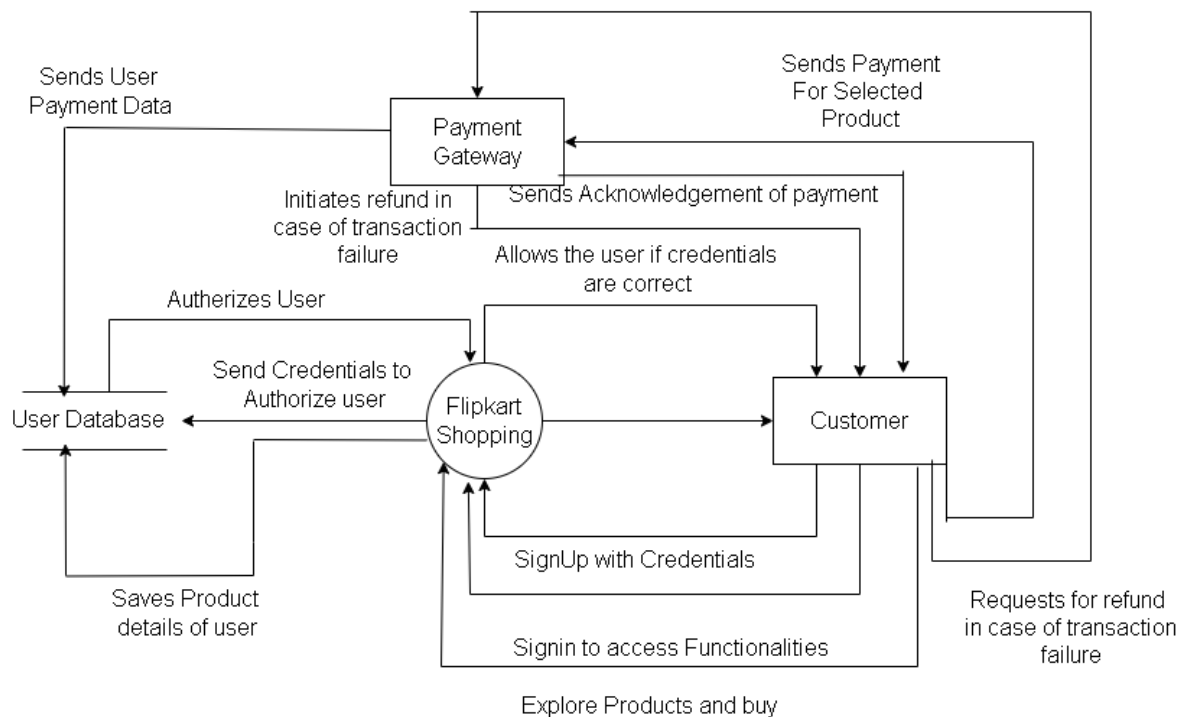 Sends User
Payment Data
Sends Payment
For Selected
Product
Payment
Gateway
Initiates refund in
case of transaction
failure
Sends Acknowledgement of payment
Allows the user if credentials
are correct
Autherizes User
Send Credentials to
Authorize user
User Database
Flipkart
Shopping
Customer
SignUp with Credentials
Saves Product
details of user
Signin to access Functionalities
Requests for refund
in case of transaction
failure
Explore Products and buy